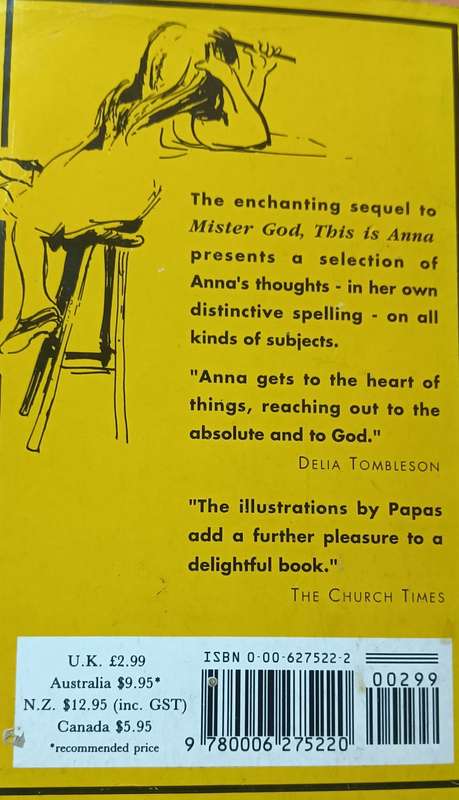 The enchanting sequel to
Mister God, This is Anna
presents a selection of
Anna's thoughts - in her own
distinctive spelling - on all
kinds of subjects.
"Anna gets to the heart of
things, reaching out to the
absolute and to God."
DELIA TOMBLESON
"The illustrations by Papas
add a further pleasure to a
delightful book."
THE CHURCH TIMES
U.K. £2.99
Australia $9.95*
N.Z. $12.95 (inc. GST)
Canada $5.95
*recommended price
ISBN 0-00-627522-2
00299
9 780006 275220